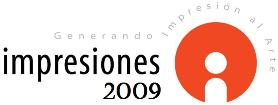 Generando Impresión al Arte
impresiones
2009